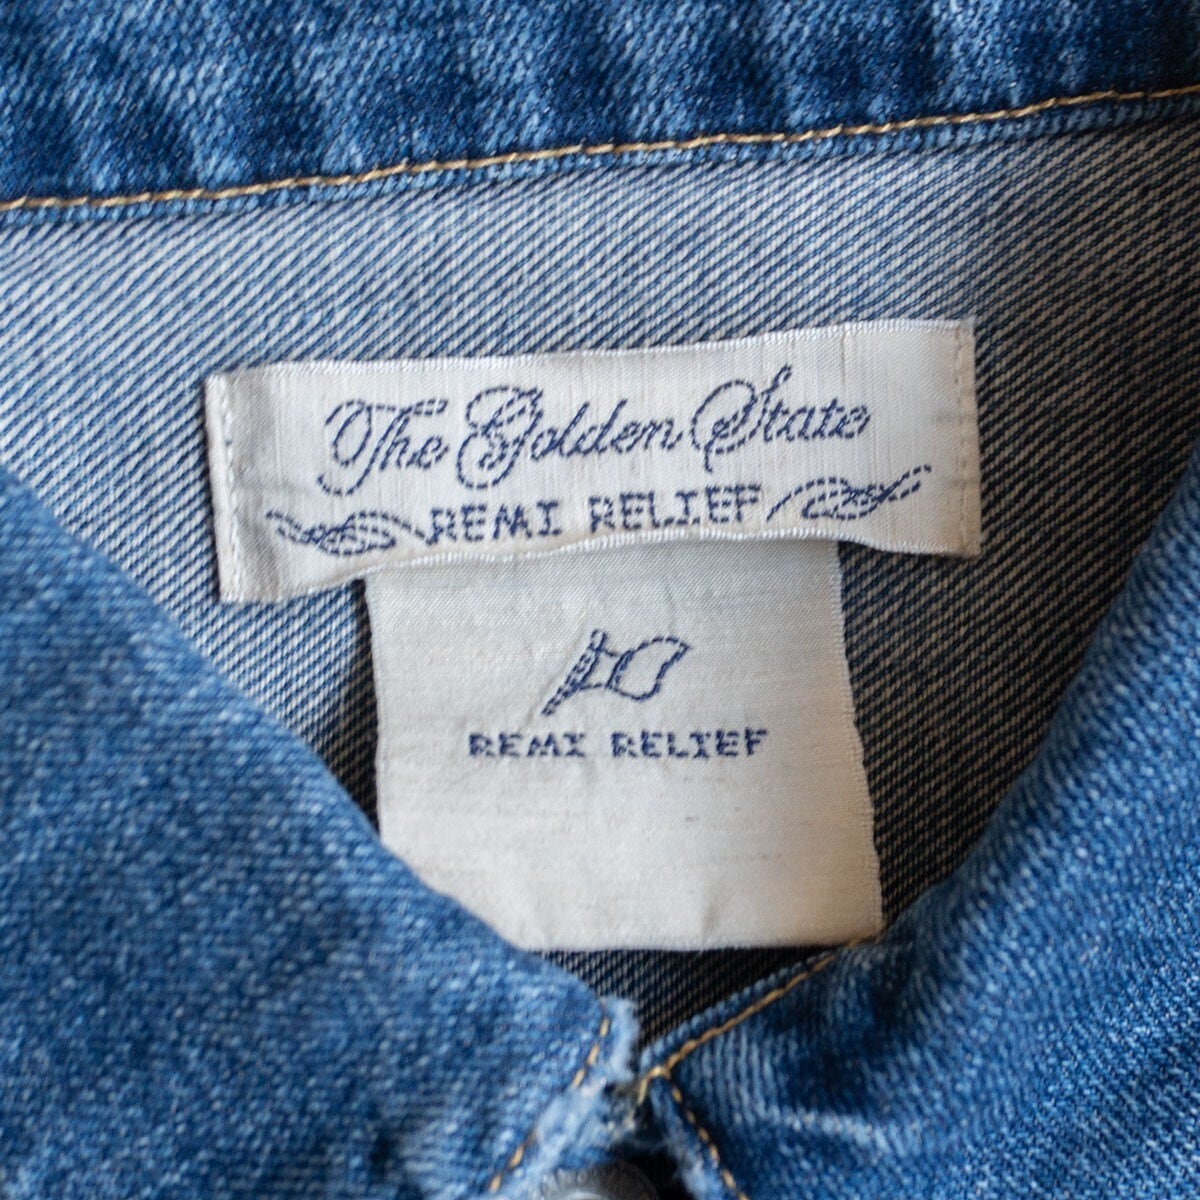 The Golden State
REMI RELIEF
REMI RELIEF